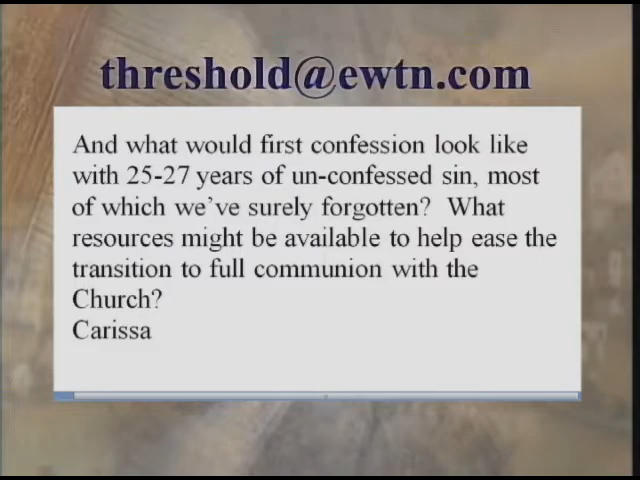 threshold@ewtn.com
And what would first confession look like
with 25-27 years of un-confessed sin, most
of which we've surely forgotten?  What
resources might be available to help ease the
transition to full communion with the
Church?
Carissa